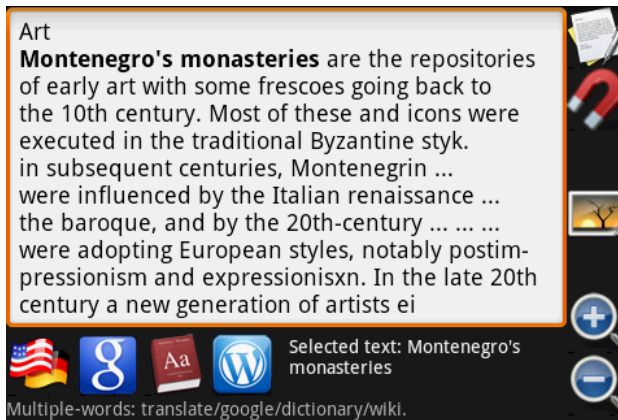 Art
Montenegro's monasteries are the repositories
of early art with some frescoes going back to
the 10th century. Most of these and icons were
executed in the traditional Byzantine styk.
in subsequent centuries, Montenegrin ...
were influenced by the Italian renaissance ...
the baroque, and by the 20th-century ... ... ...
were adopting European styles, notably postim-
pressionism and expressionisxn. In the late 20th
century a new generation of artists ei
g
Aa
W
Selected text: Montenegro's
monasteries
Multiple-words: translate/google/dictionary/wiki.